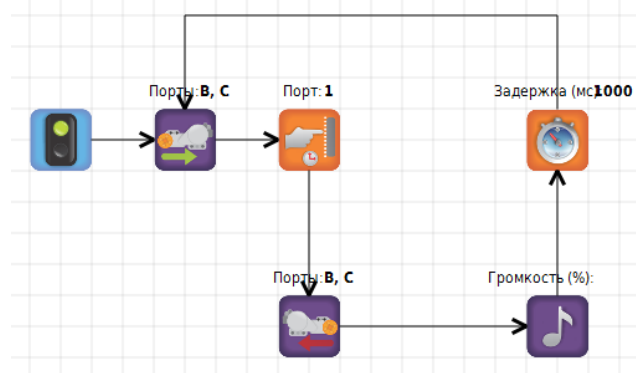 Порты: B, C
Порт: 1
Задержка (мс): 1000
Порты: B, C
Громкость (%):